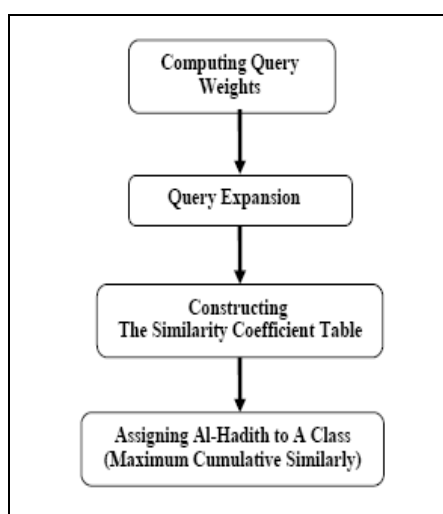 Computing Query
Weights
Query Expansion
Constructing
The Similarity Coefficient Table
Assigning Al-Hadith to A Class
(Maximum Cumulative Similarly)